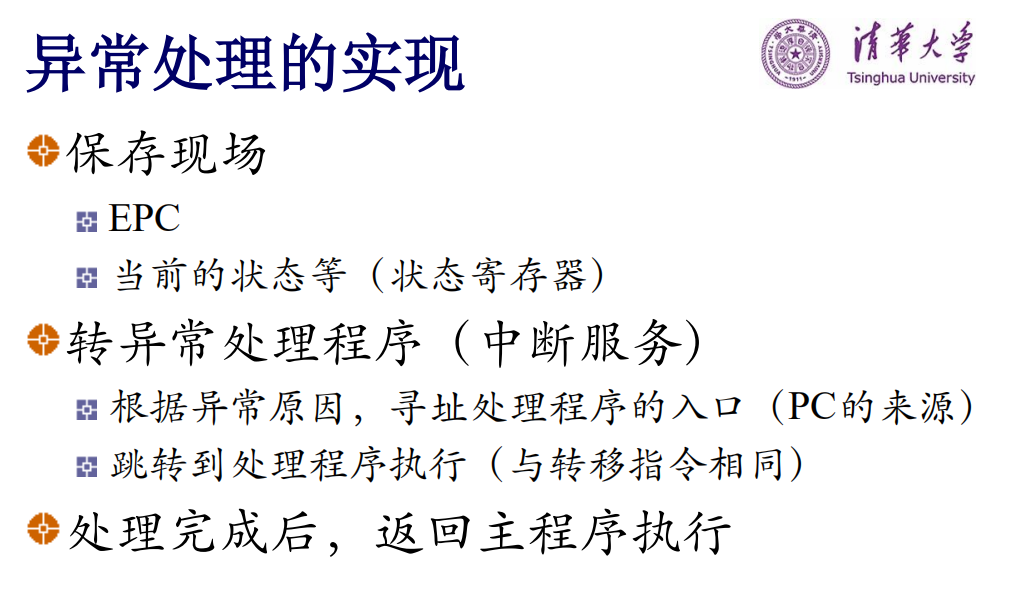 异常处理的实现
清华大学
Tsinghua University
保存现场
EPC
当前的状态等（状态寄存器）
转异常处理程序（中断服务）
根据异常原因，寻址处理程序的入口（PC的来源）
跳转到处理程序执行（与转移指令相同）
处理完成后，返回主程序执行